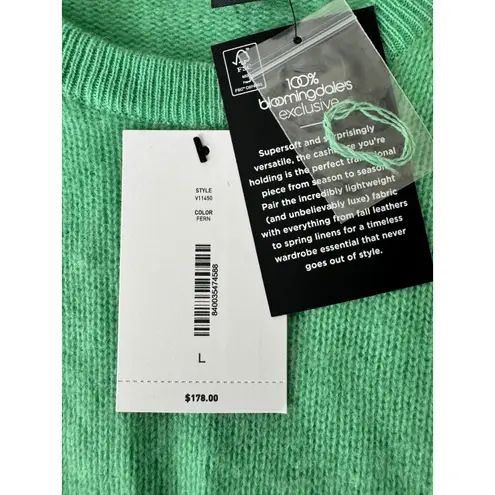 100%
bloomingdale's
exclusive
Supersoft and surprisingly
versatile, the cashmere you're
holding is the perfect transitional
piece from season to season.
Pair the incredibly lightweight
(and unbelievably luxe) fabric
with everything from fall leathers
to spring linens for a timeless
wardrobe essential that never
goes out of style.
STYLE
V11450
COLOR
FERN
840035474588
L
$178.00